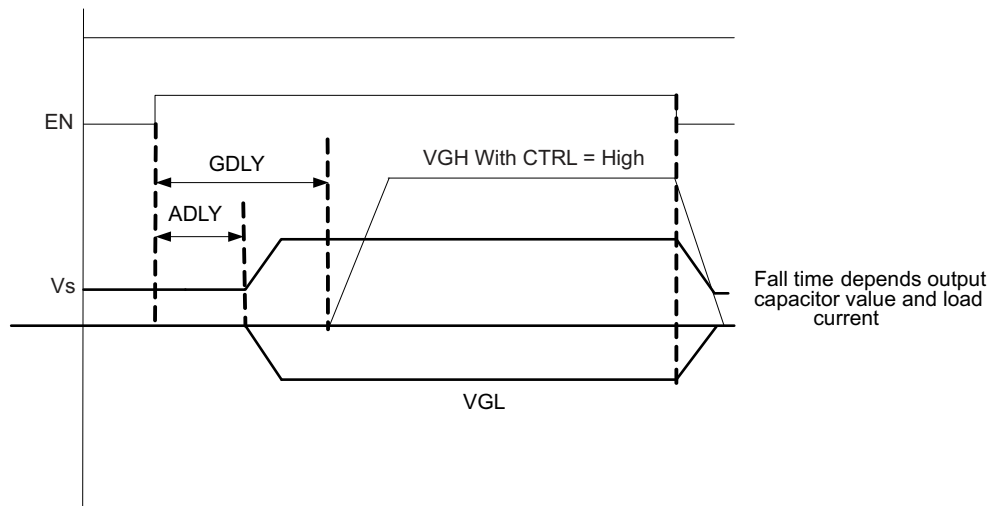 EN
GDLY
VGH With CTRL = High
ADLY
Vs
Fall time depends output
capacitor value and load
current
VGL